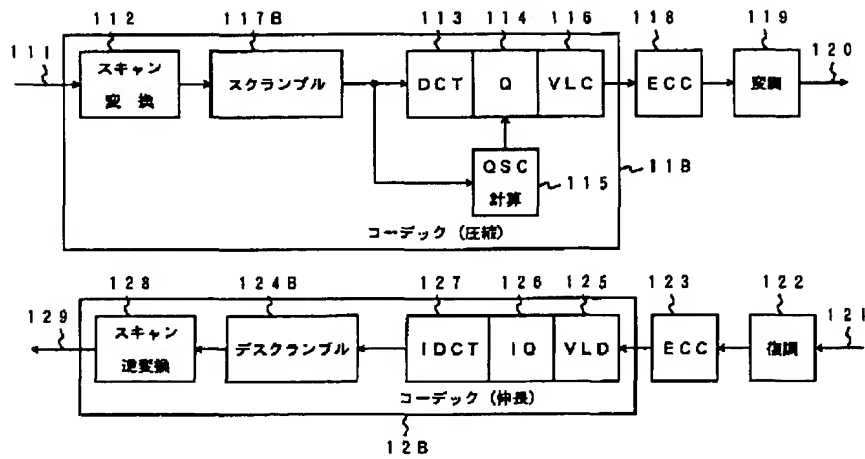 112 117B 113 114 116 118 119
111 120
スキャン
変換
スクランブル
DCT Q VLC
ECC
変調
QSC
計算
115
11B
コーデック (圧縮)
128 124B 127 126 125 123 122
129 121
スキャン
逆変換
デスクランブル
IDCT IQ VLD
ECC
復調
コーデック (伸長)
12B